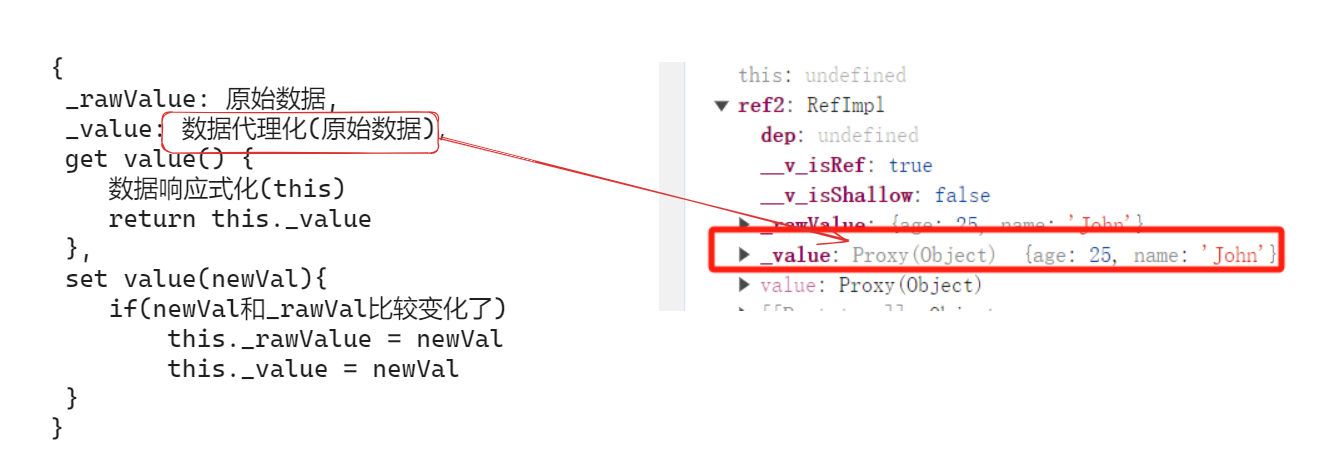 {
_rawValue: 原始数据,
_value: 数据代理化(原始数据),
get value() {
数据响应式化(this)
return this._value
},
set value(newVal){
if(newVal和_rawVal比较变化了)
this._rawValue = newVal
this._value = newVal
}
}
this: undefined
▼ ref2: RefImpl
dep: undefined
__v_isRef: true
__v_isShallow: false
▶ _rawValue: {age: 25, name: 'John'}
▶ _value: Proxy(Object) {age: 25, name: 'John'}
▶ value: Proxy(Object)